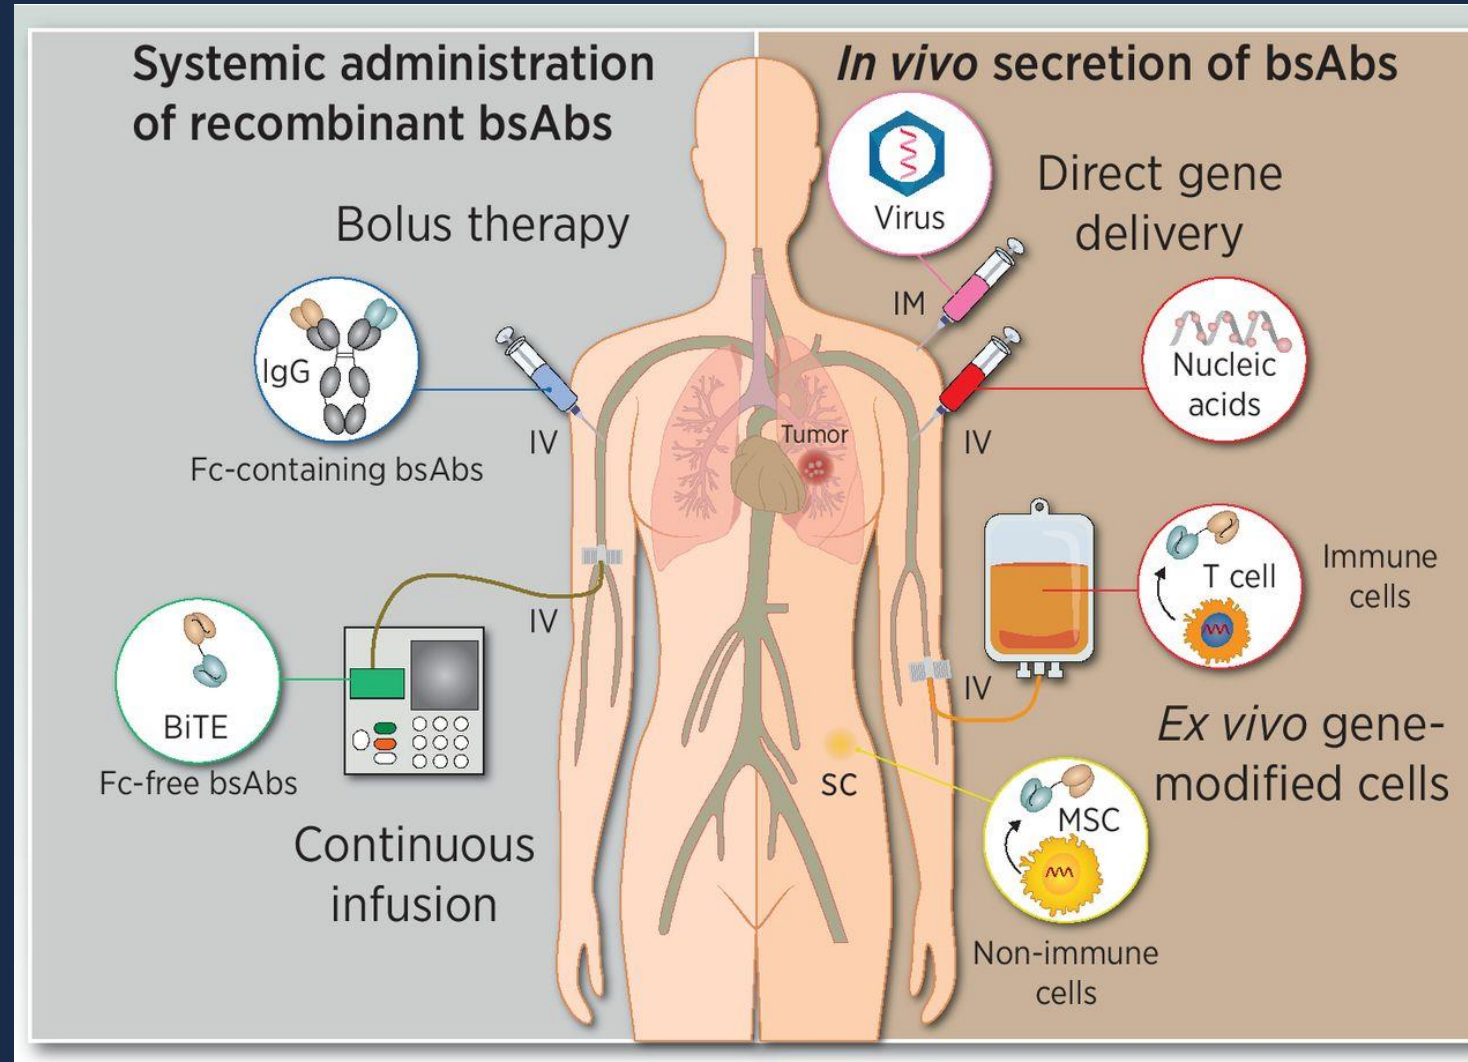 Systemic administration
of recombinant bsAbs
Bolus therapy
IgG
IV
Fc-containing bsAbs
IV
BiTE
Fc-free bsAbs
Continuous
infusion
Tumor
In vivo secretion of bsAbs
Virus
Direct gene
delivery
IM
Nucleic
acids
IV
T cell
Immune
cells
IV
Ex vivo gene-
modified cells
SC
MSC
Non-immune
cells